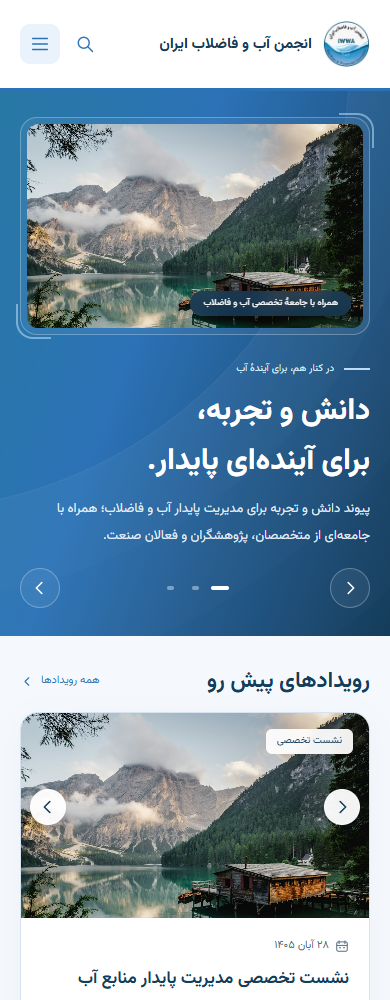 انجمن آب و فاضلاب ایران
IWWA
همراه با جامعهٔ تخصصی آب و فاضلاب
در کنار هم، برای آیندهٔ آب
دانش و تجربه،
برای آینده‌ای پایدار.
پیوند دانش و تجربه برای مدیریت پایدار آب و فاضلاب؛ همراه با
جامعه‌ای از متخصصان، پژوهشگران و فعالان صنعت.
رویدادهای پیش رو
همه رویدادها
نشست تخصصی
۲۸ آبان ۱۴۰۵
نشست تخصصی مدیریت پایدار منابع آب